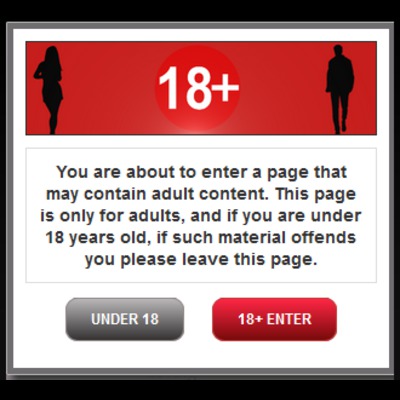 18+
You are about to enter a page that
may contain adult content. This page
is only for adults, and if you are under
18 years old, if such material offends
you please leave this page.
UNDER 18
18+ ENTER